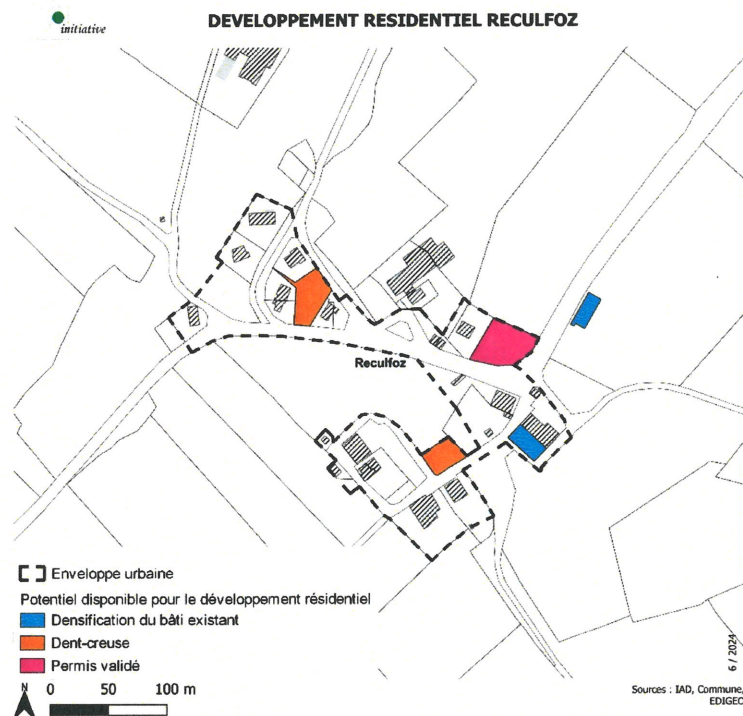 initiative
DEVELOPPEMENT RESIDENTIEL RECULFOZ
Reculfoz
Enveloppe urbaine
Potentiel disponible pour le développement résidentiel
Densification du bâti existant
Dent-creuse
Permis validé
N
0 50 100 m
6 / 2024
Sources : IAD, Commune,
EDIGEO